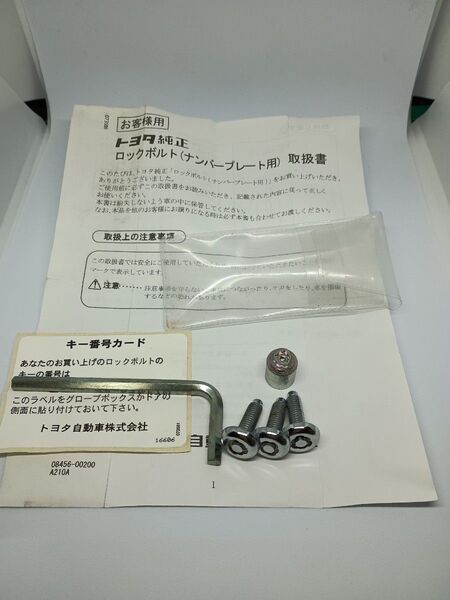 お客様用
トヨタ純正
ロックボルト(ナンバープレート用) 取扱書
このたびは、トヨタ純正「ロックボルト(ナンバープレート用)」をお買い上げいただき、
ありがとうございました。
ご使用前に必ずこの取扱書をお読みいただき、記載された内容に従って正しく
お使いください。
本書は紛失しないよう車の中に保管してください。
なお、本品を他のお客様にお譲りになる時は必ず本書も合わせてお渡しください。
取扱上の注意事項
この取扱書では安全にご使用して
マークで表示しています。
注意……
キー番号カード
あなたのお買い上げのロックボルトの
キーの番号は
このラベルをグローブボックスかドアの
側面に貼り付けておいて下さい。
トヨタ自動車株式会社
16606
08456-00200
A210A
1